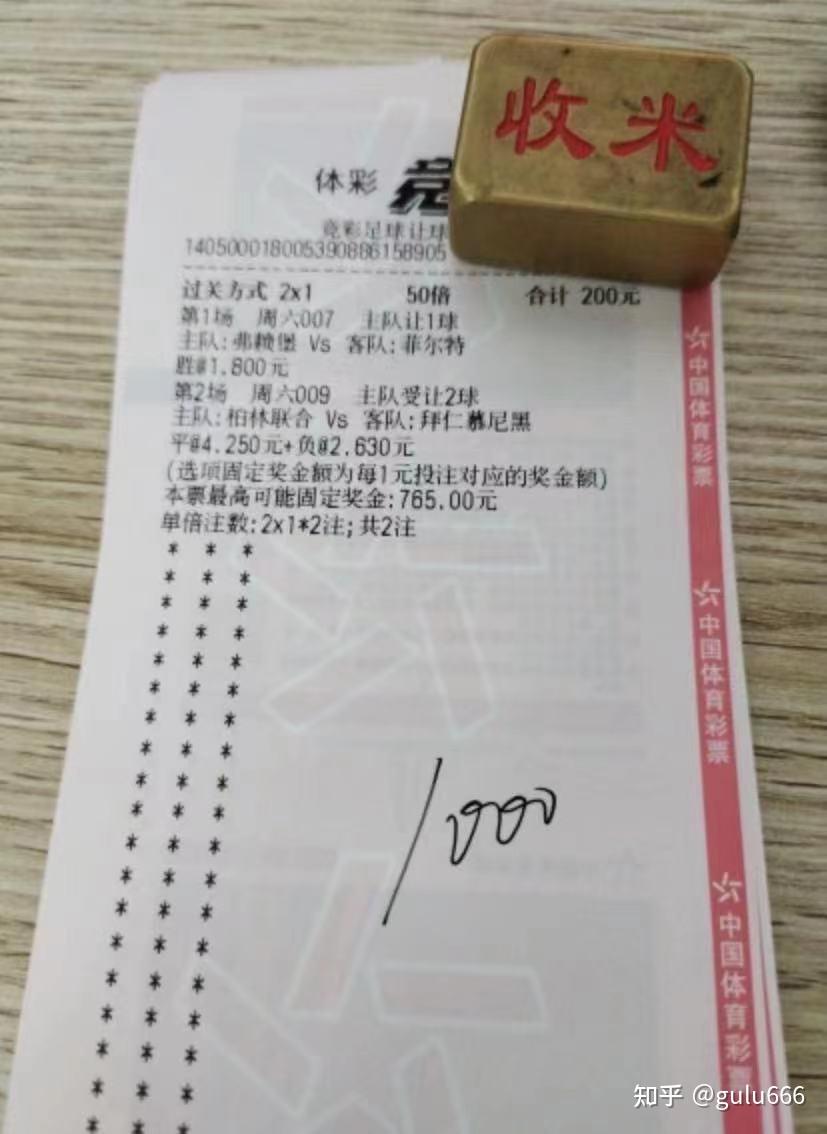 收米
体彩 竞
竞彩足球让球
140500018005390886158905
过关方式 2x1 50倍 合计 200元
第1场 周六007 主队让1球
主队:弗赖堡 Vs 客队:菲尔特
胜@1.800元
第2场 周六009 主队受让2球
主队:柏林联合 Vs 客队:拜仁慕尼黑
平@4.250元+负@2.630元
(选项固定奖金额为每1元投注对应的奖金额)
本票最高可能固定奖金:765.00元
单倍注数:2x1*2注;共2注
1000
中国体育彩票
中国体育彩票
中国体育彩票
知乎 @gulu666